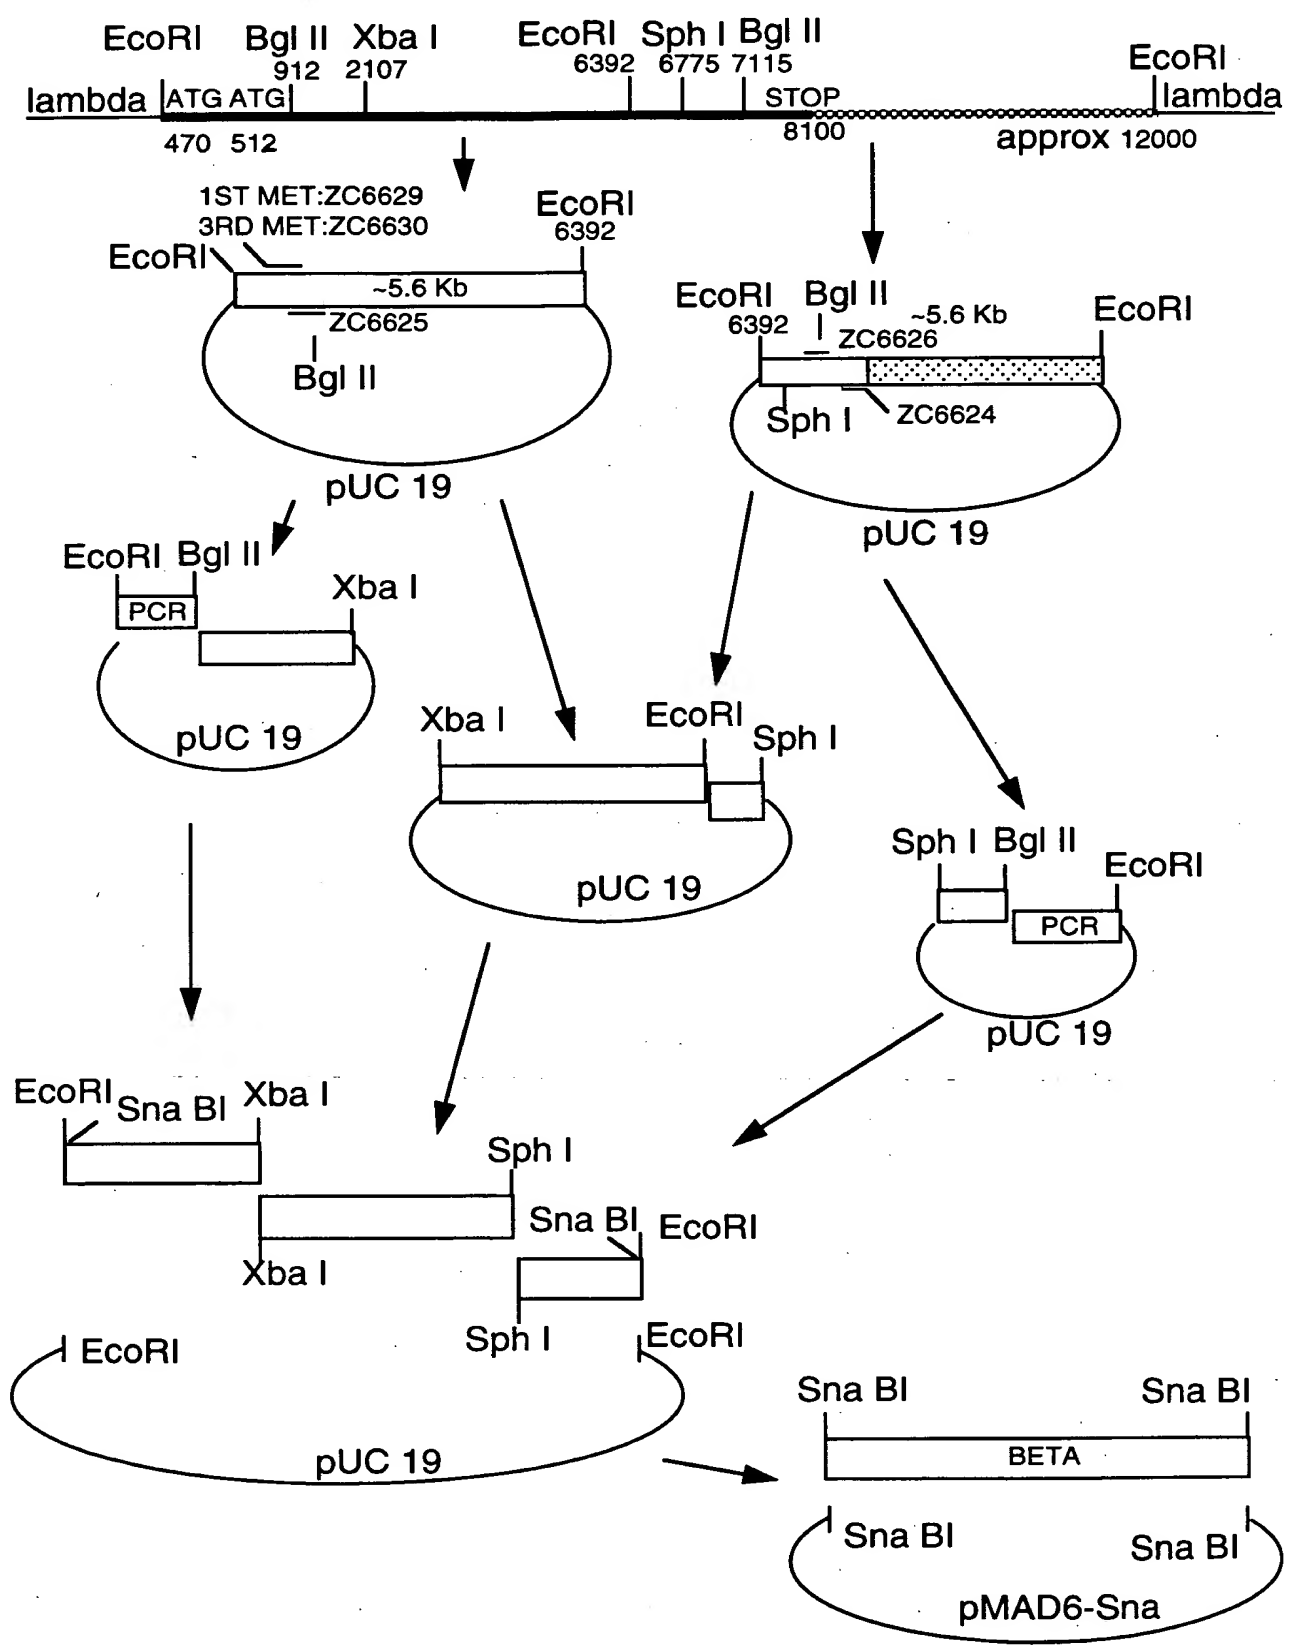 EcoRI Bgl II Xba I EcoRI Sph I Bgl II
912 2107 6392 6775 7115 EcoRI
lambda ATG ATG STOP lambda
470 512 8100 approx 12000
1ST MET:ZC6629
3RD MET:ZC6630
EcoRI
6392
EcoRI
~5.6 Kb
ZC6625
Bgl II
pUC 19
EcoRI Bgl II
6392 ~5.6 Kb EcoRI
ZC6626
Sph I ZC6624
pUC 19
EcoRI Bgl II
Xba I
PCR
pUC 19
Xba I EcoRI
Sph I
pUC 19
Sph I Bgl II
EcoRI
PCR
pUC 19
EcoRI Sna BI Xba I
Sph I
Sna BI EcoRI
Xba I
Sph I EcoRI
EcoRI
pUC 19
Sna BI Sna BI
BETA
Sna BI Sna BI
pMAD6-Sna